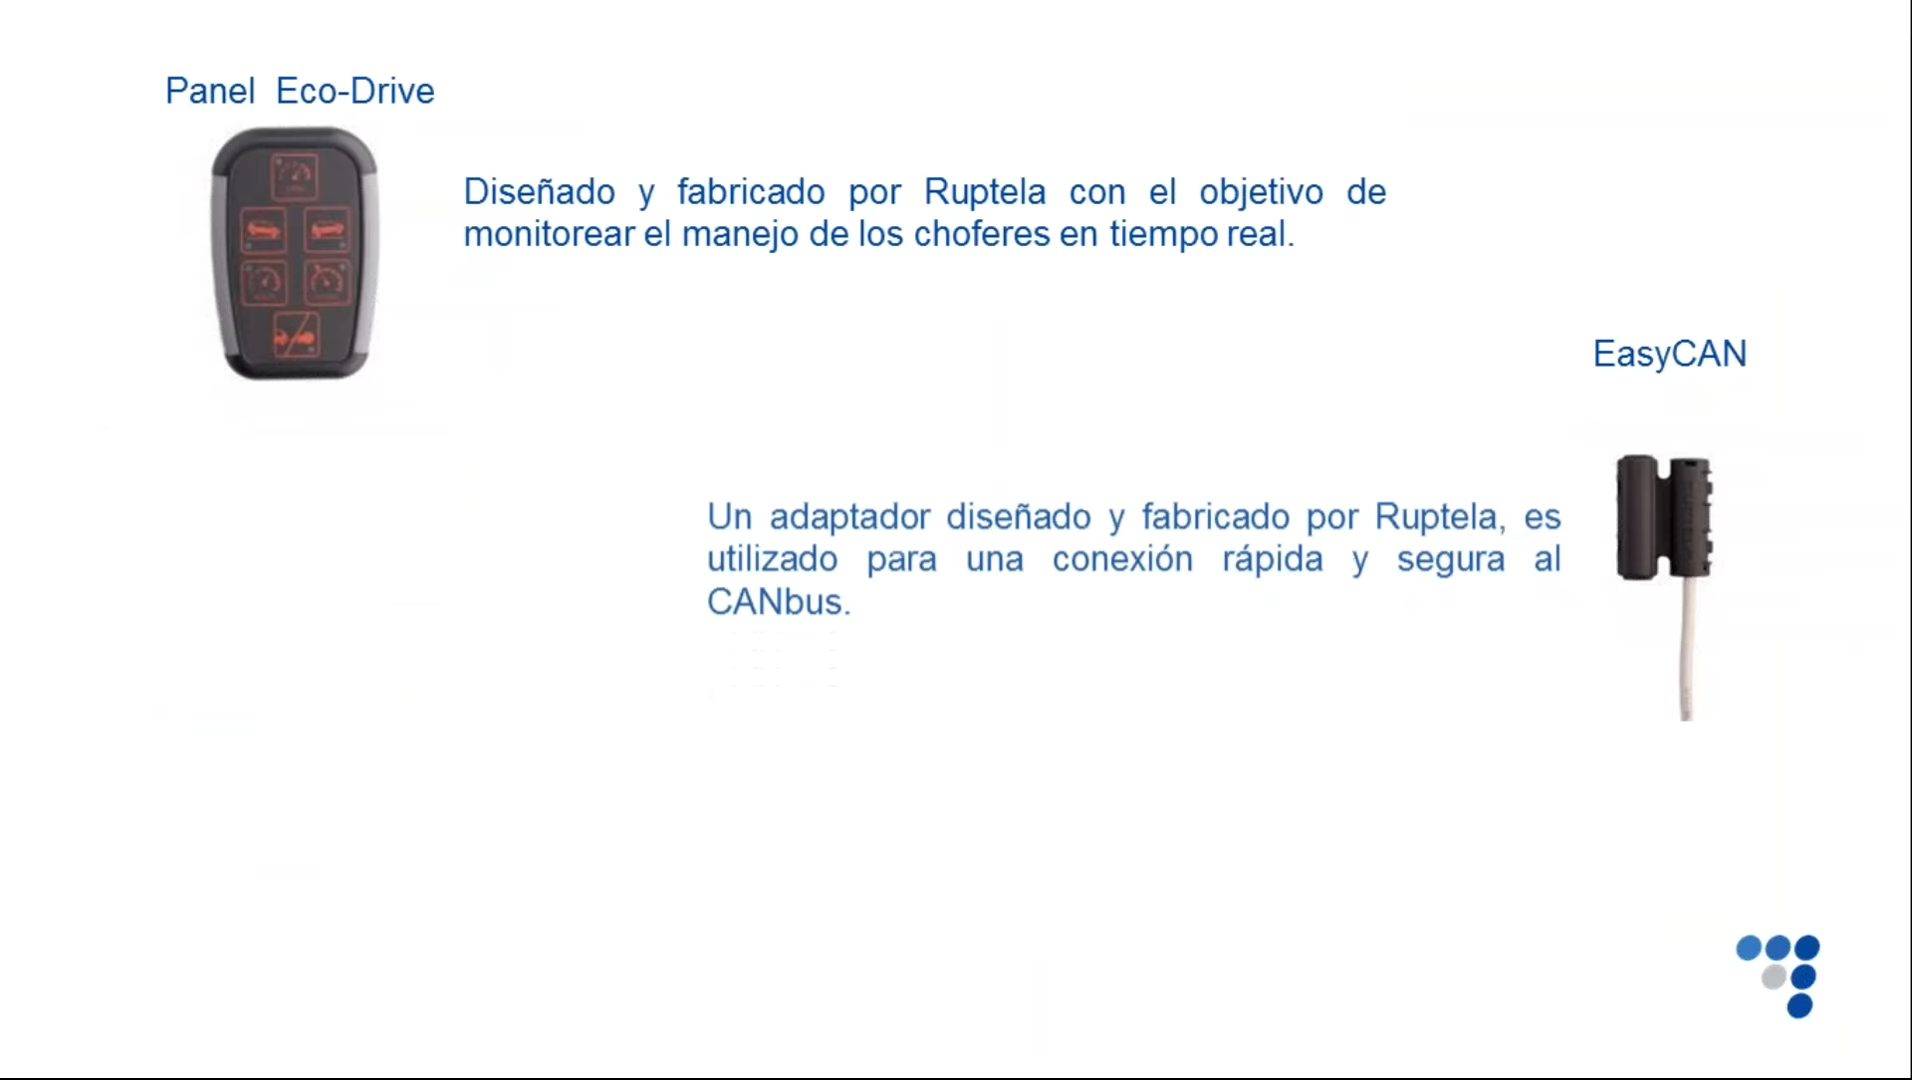 Panel Eco-Drive
Diseñado y fabricado por Ruptela con el objetivo de
monitorear el manejo de los choferes en tiempo real.
EasyCAN
Un adaptador diseñado y fabricado por Ruptela, es
utilizado para una conexión rápida y segura al
CANbus.